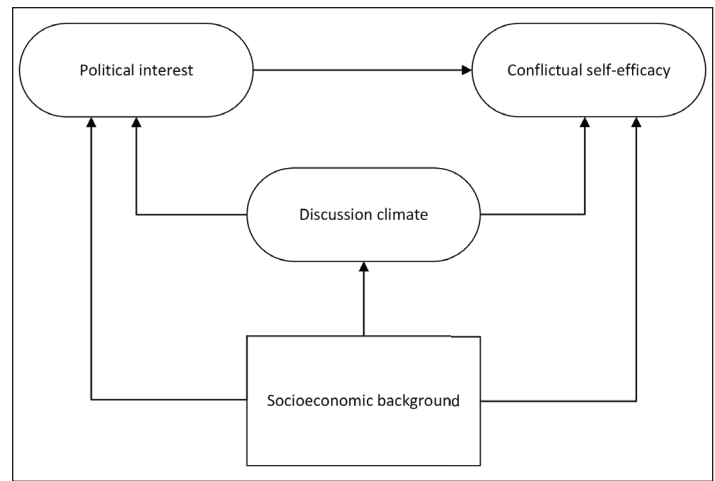 Political interest
Conflictual self-efficacy
Discussion climate
Socioeconomic background